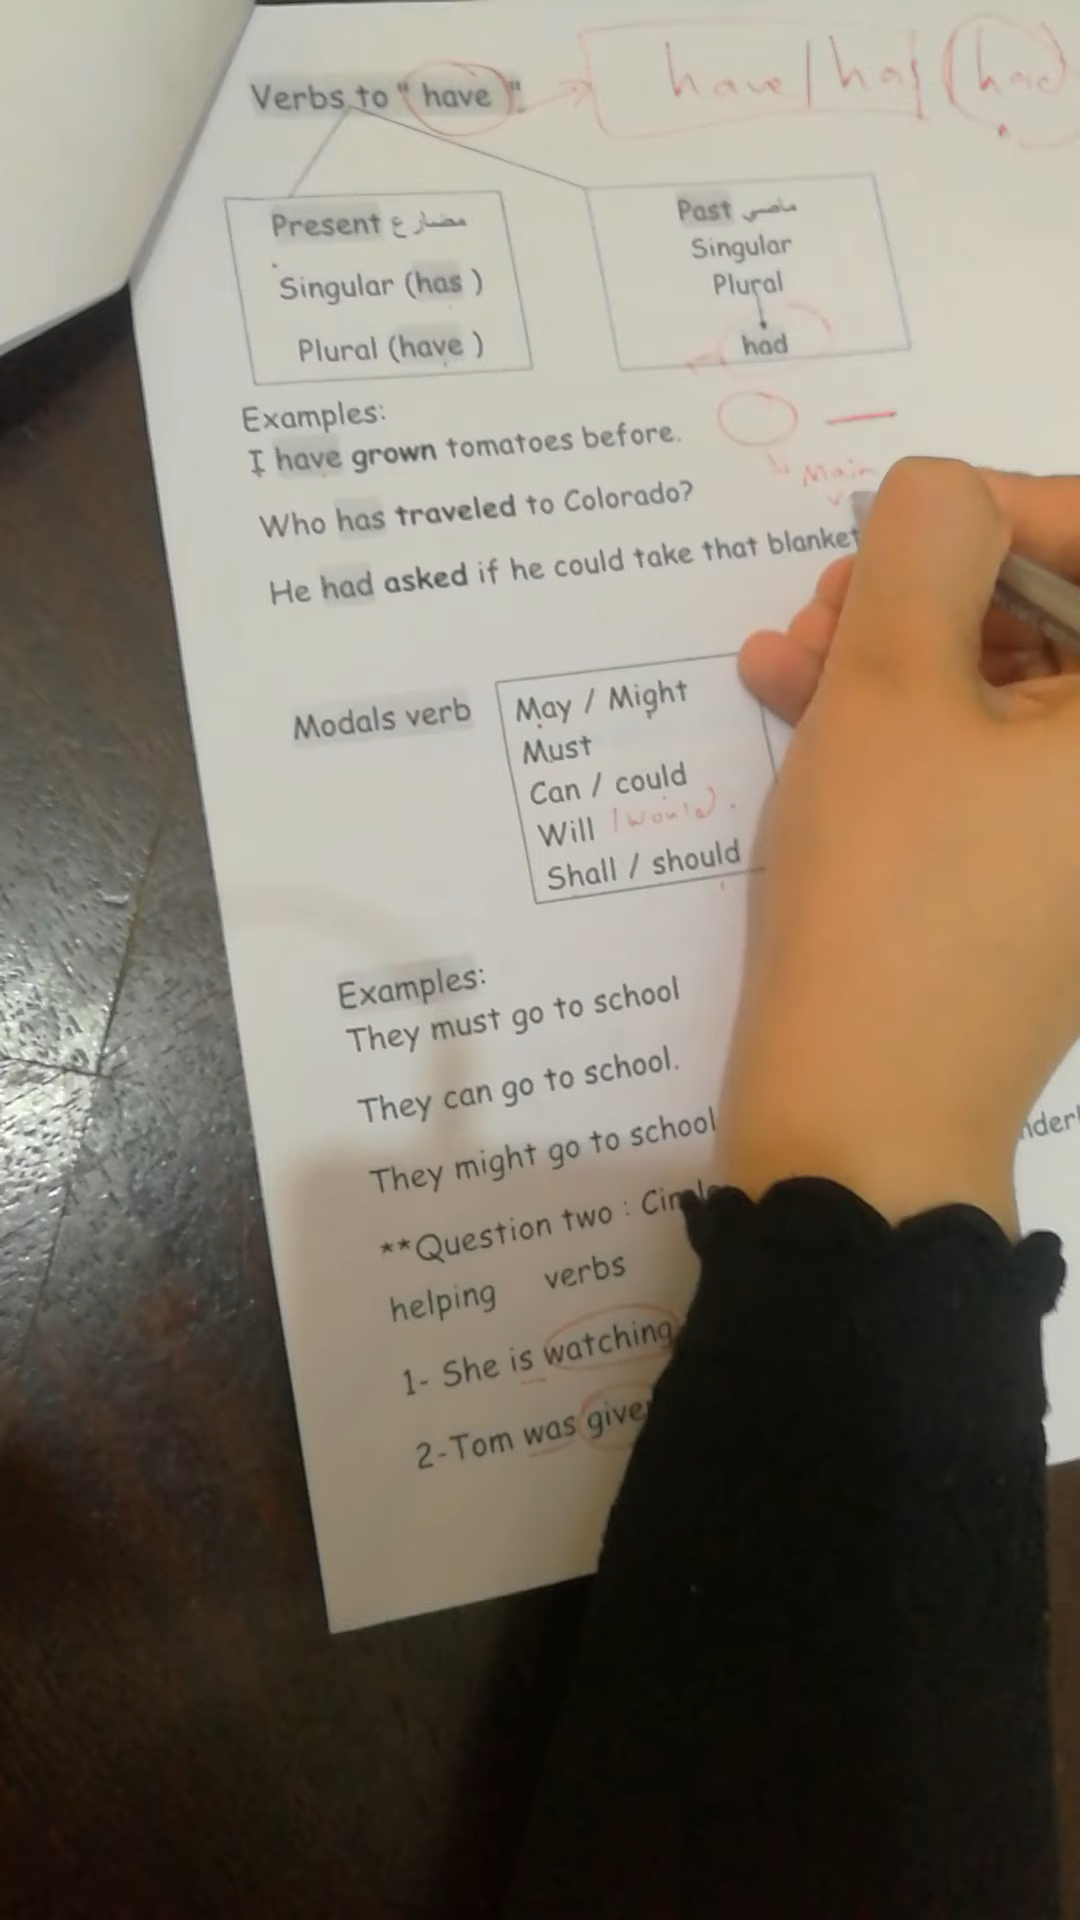 Verbs to " have " have / has had
Present مضارع
Singular (has )
Plural (have )
Past ماضي
Singular
Plural
had
Examples:
I have grown tomatoes before.
Main
Who has traveled to Colorado?
He had asked if he could take that blanket
Modals verb
May / Might
Must
Can / could
Will / would
Shall / should
Examples:
They must go to school
They can go to school.
They might go to school
**Question two :
helping verbs
1- She is watching
2-Tom was